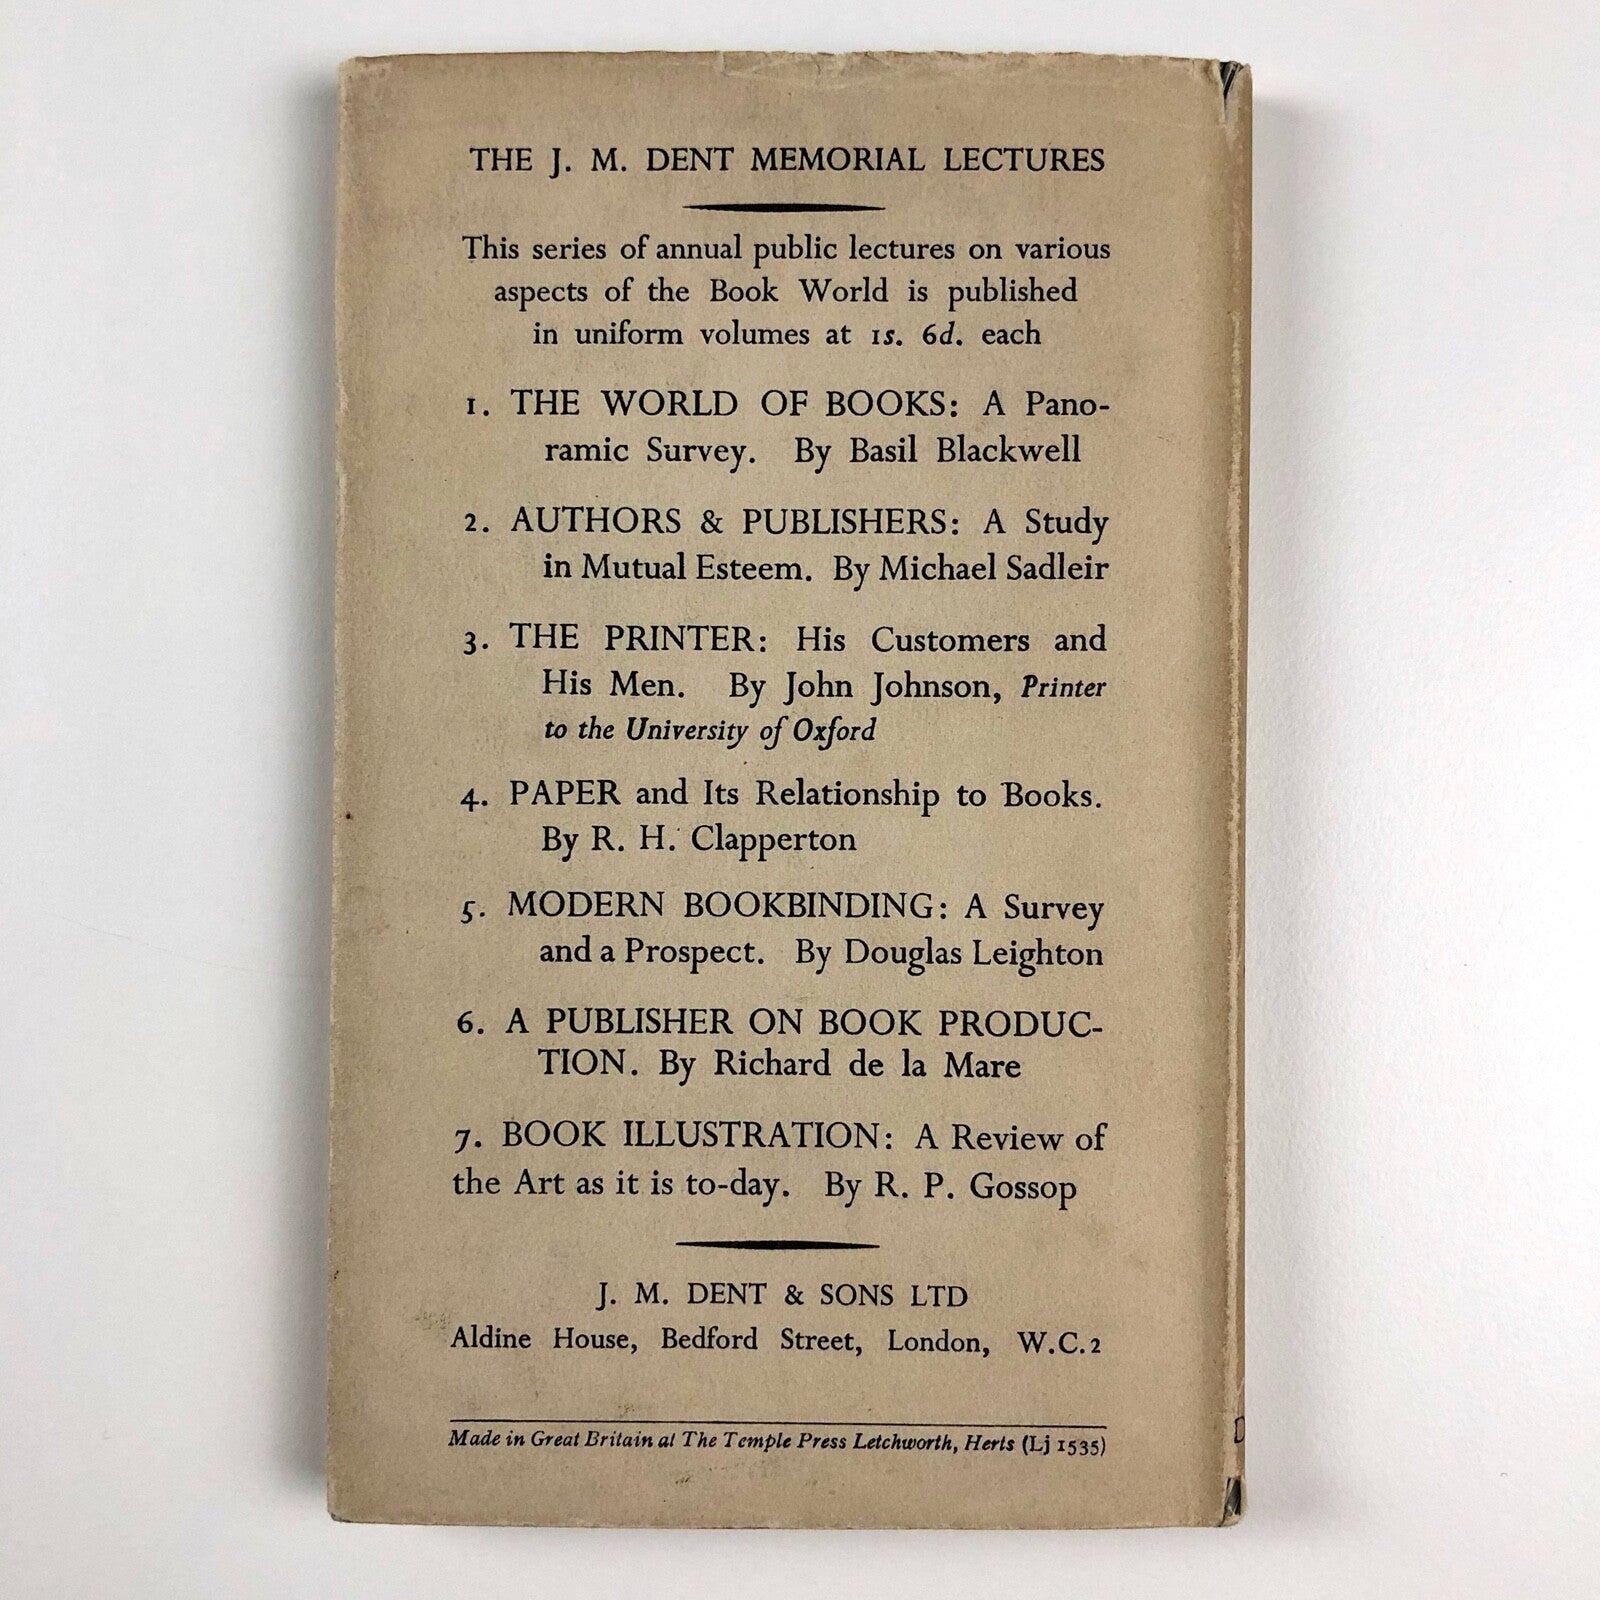 THE J. M. DENT MEMORIAL LECTURES
This series of annual public lectures on various
aspects of the Book World is published
in uniform volumes at 1s. 6d. each
1. THE WORLD OF BOOKS: A Pano-
ramic Survey. By Basil Blackwell
2. AUTHORS & PUBLISHERS: A Study
in Mutual Esteem. By Michael Sadleir
3. THE PRINTER: His Customers and
His Men. By John Johnson, Printer
to the University of Oxford
4. PAPER and Its Relationship to Books.
By R. H. Clapperton
5. MODERN BOOKBINDING: A Survey
and a Prospect. By Douglas Leighton
6. A PUBLISHER ON BOOK PRODUC-
TION. By Richard de la Mare
7. BOOK ILLUSTRATION: A Review of
the Art as it is to-day. By R. P. Gossop
J. M. DENT & SONS LTD
Aldine House, Bedford Street, London, W.C.2
Made in Great Britain at The Temple Press Letchworth, Herts (Lj 1535)